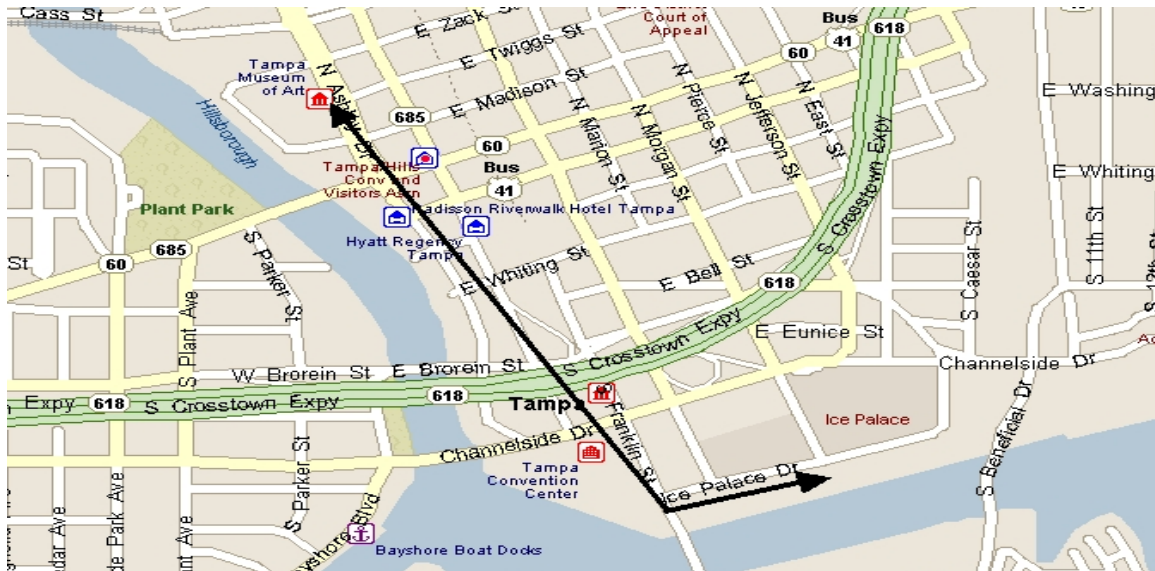 Cass St
E Zack
E Twiggs St
Court of
Appeal
Bus
41
618
60
Tampa
Museum
of Art
N Ashley Dr
E Madison St
685
60
N Pierce St
N Jefferson St
N East St
E Washing
Hillsborough
N Marion St
N Morgan St
S Crosstown Expy
Tampa/Hills
Conv and
Visitors Assn
Bus
41
E Whiting
Plant Park
Radisson Riverwalk Hotel Tampa
Hyatt Regency
Tampa
S Parker St
685
60
St
E Whiting St
E Bell St
618
S Caesar St
S 11th St
S Plant Ave
E Eunice St
W Brorein St
E Brorein St
S Crosstown Expy
Channelside Dr
Expy
618
S Crosstown Expy
618
Tampa
S Franklin St
Ice Palace
Channelside Dr
Tampa
Convention
Center
Ice Palace Dr
S Beneficial Dr
S Parker St
Bayshore Blvd
Bayshore Boat Docks
dar Ave
de Park Ave
ant Ave